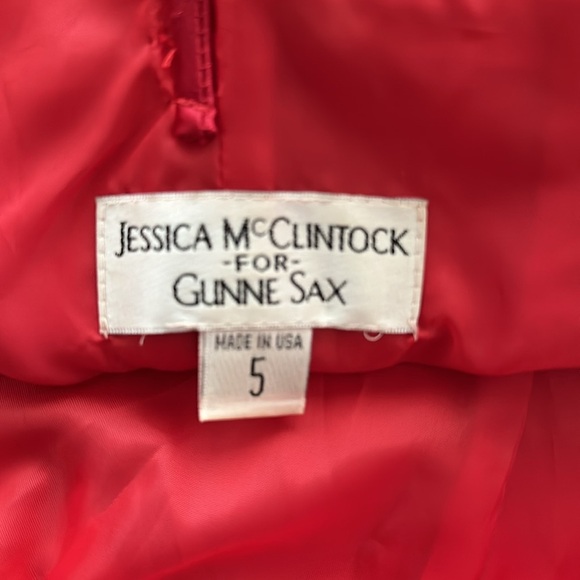 JESSICA MCCLINTOCK
-FOR-
GUNNE SAX
MADE IN USA
5